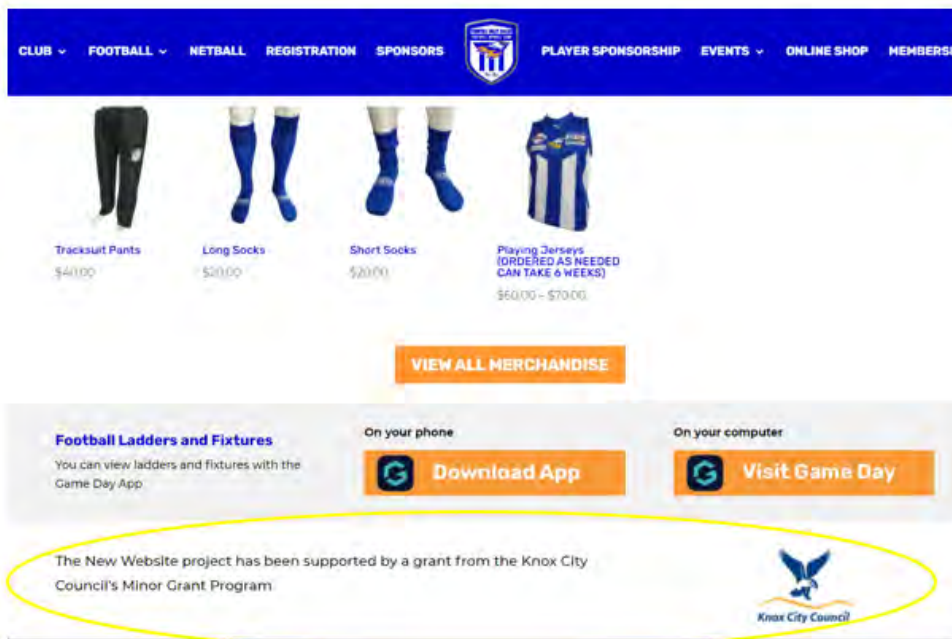 CLUB FOOTBALL NETBALL REGISTRATION SPONSORS PLAYER SPONSORSHIP EVENTS ONLINE SHOP
Tracksuit Pants
$40.00
Long Socks
$20.00
Short Socks
$20.00
Playing Jerseys
(ORDERED AS NEEDED
CAN TAKE 6 WEEKS)
$60.00 – $70.00
VIEW ALL MERCHANDISE
Football Ladders and Fixtures
You can view ladders and fixtures with the
Game Day App
On your phone
Download App
On your computer
Visit Game Day
The New Website project has been supported by a grant from the Knox City
Council's Minor Grant Program
Knox City Council